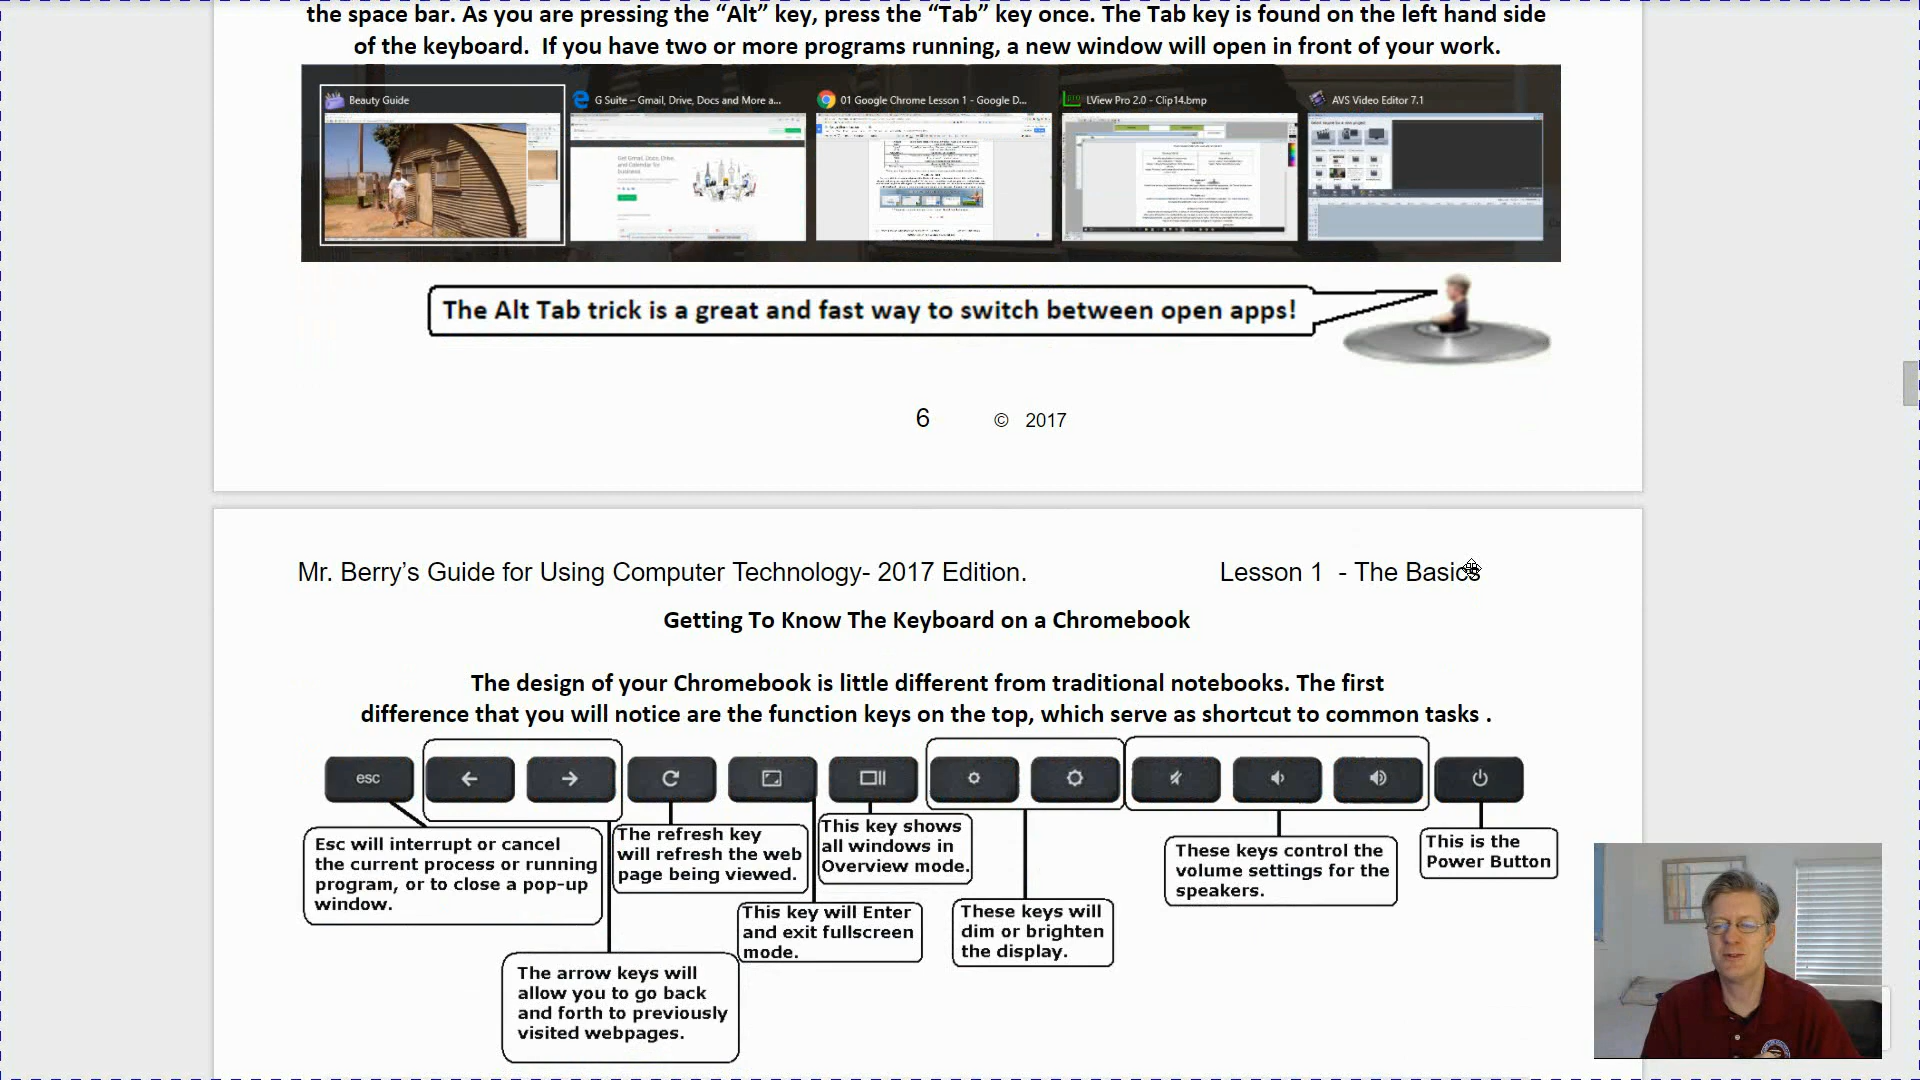 the space bar. As you are pressing the “Alt” key, press the “Tab” key once. The Tab key is found on the left hand side
of the keyboard.  If you have two or more programs running, a new window will open in front of your work.
Beauty Guide
G Suite – Gmail, Drive, Docs and More a...
01 Google Chrome Lesson 1 - Google D...
LView Pro 2.0 - Clip14.bmp
AVS Video Editor 7.1
Get Gmail, Docs, Drive,
and Calendar for
business
The Alt Tab trick is a great and fast way to switch between open apps!
6 © 2017
Mr. Berry’s Guide for Using Computer Technology- 2017 Edition. Lesson 1  - The Basics
Getting To Know The Keyboard on a Chromebook
The design of your Chromebook is little different from traditional notebooks. The first
difference that you will notice are the function keys on the top, which serve as shortcut to common tasks .
esc
Esc will interrupt or cancel
the current process or running
program, or to close a pop-up
window.
The arrow keys will
allow you to go back
and forth to previously
visited webpages.
The refresh key
will refresh the web
page being viewed.
This key will Enter
and exit fullscreen
mode.
This key shows
all windows in
Overview mode.
These keys will
dim or brighten
the display.
These keys control the
volume settings for the
speakers.
This is the
Power Button